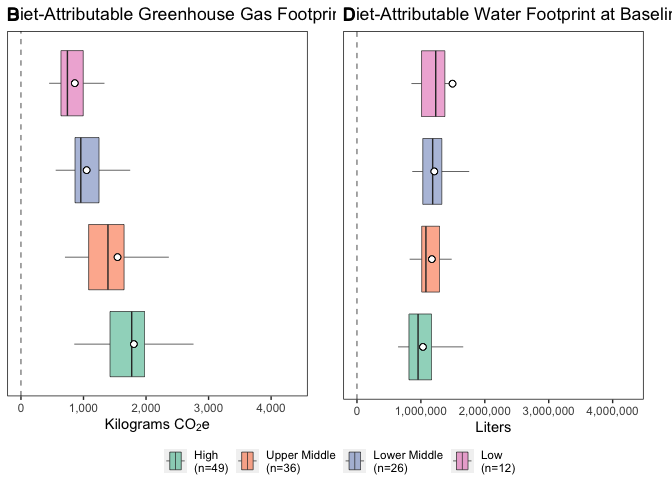 B
Diet-Attributable Greenhouse Gas Footprin
D
Diet-Attributable Water Footprint at Baselin
0 1,000 2,000 3,000 4,000
Kilograms CO₂e
0 1,000,000 2,000,000 3,000,000 4,000,000
Liters
High
(n=49)
Upper Middle
(n=36)
Lower Middle
(n=26)
Low
(n=12)